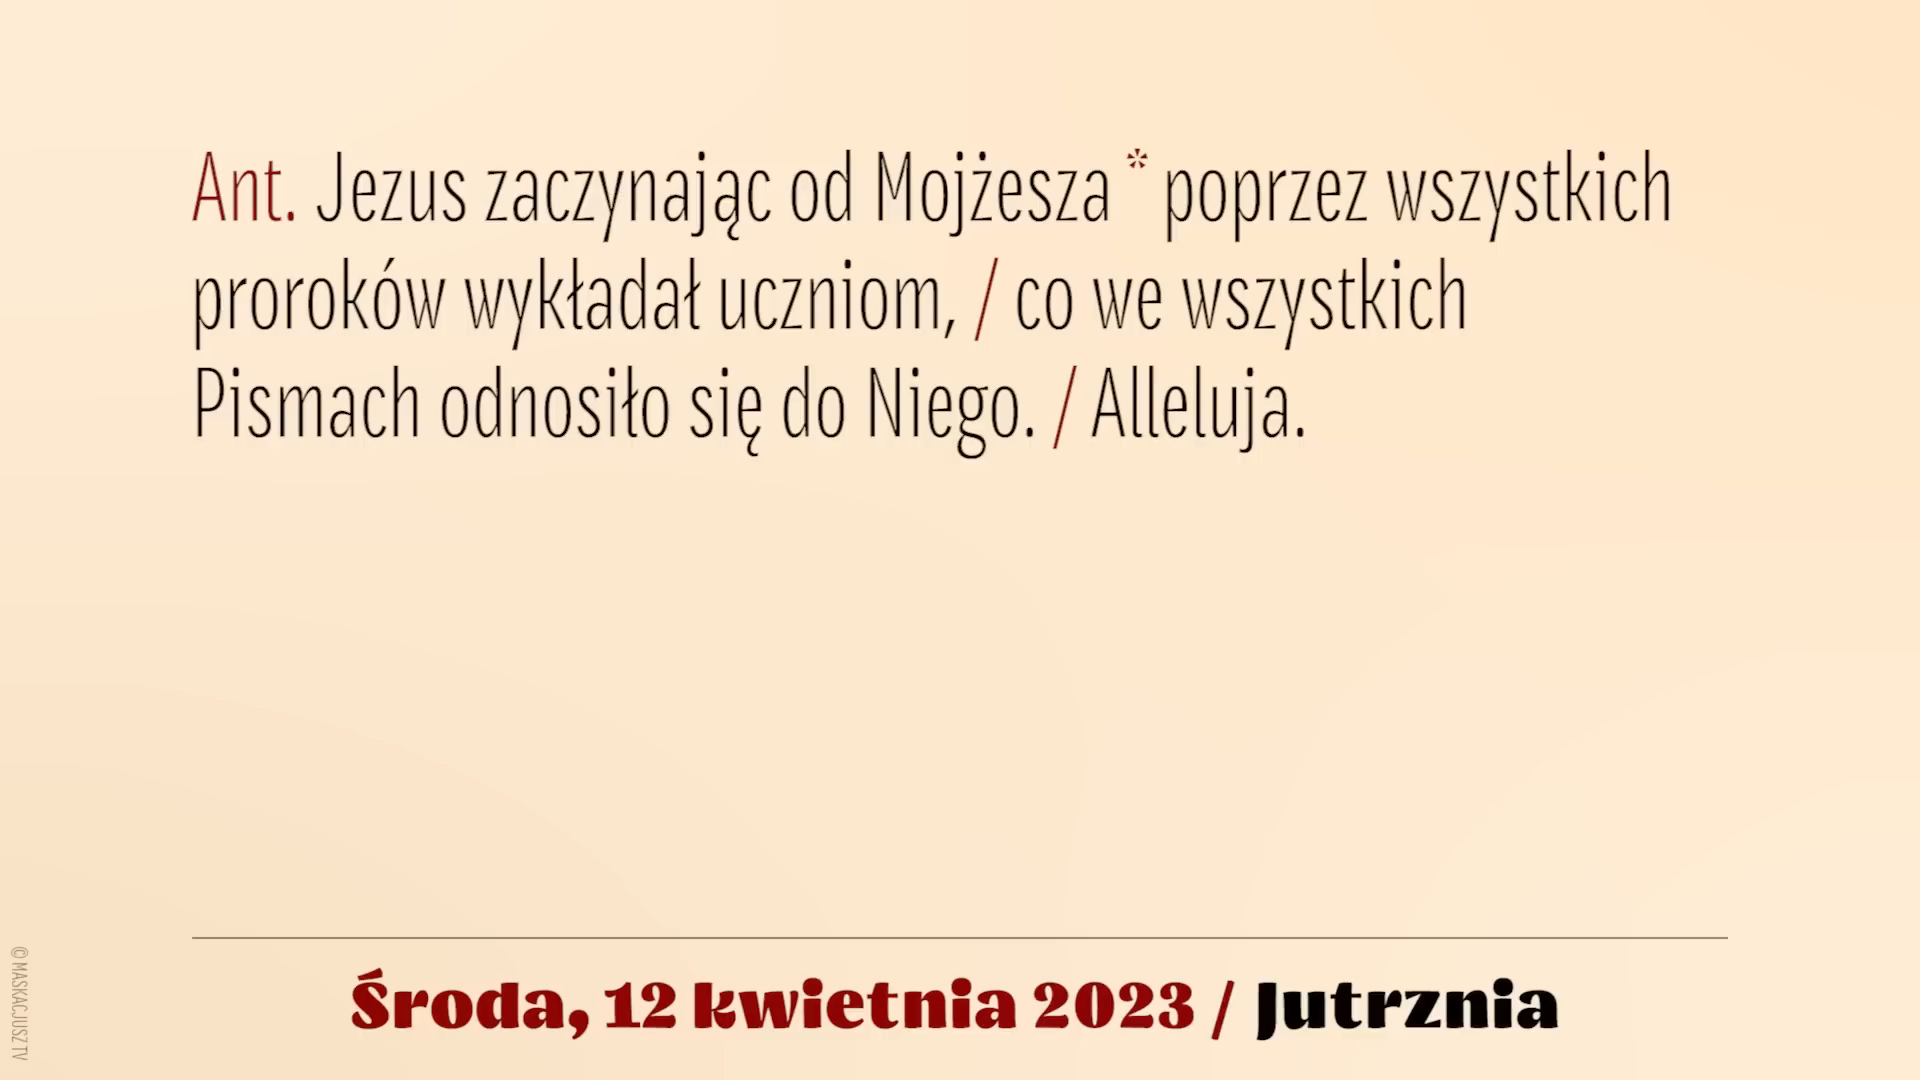 Ant. Jezus zaczynając od Mojżesza * poprzez wszystkich
proroków wykładał uczniom, / co we wszystkich
Pismach odnosiło się do Niego. / Alleluja.
Środa, 12 kwietnia 2023 / Jutrznia
© MASKACJUSZ TV